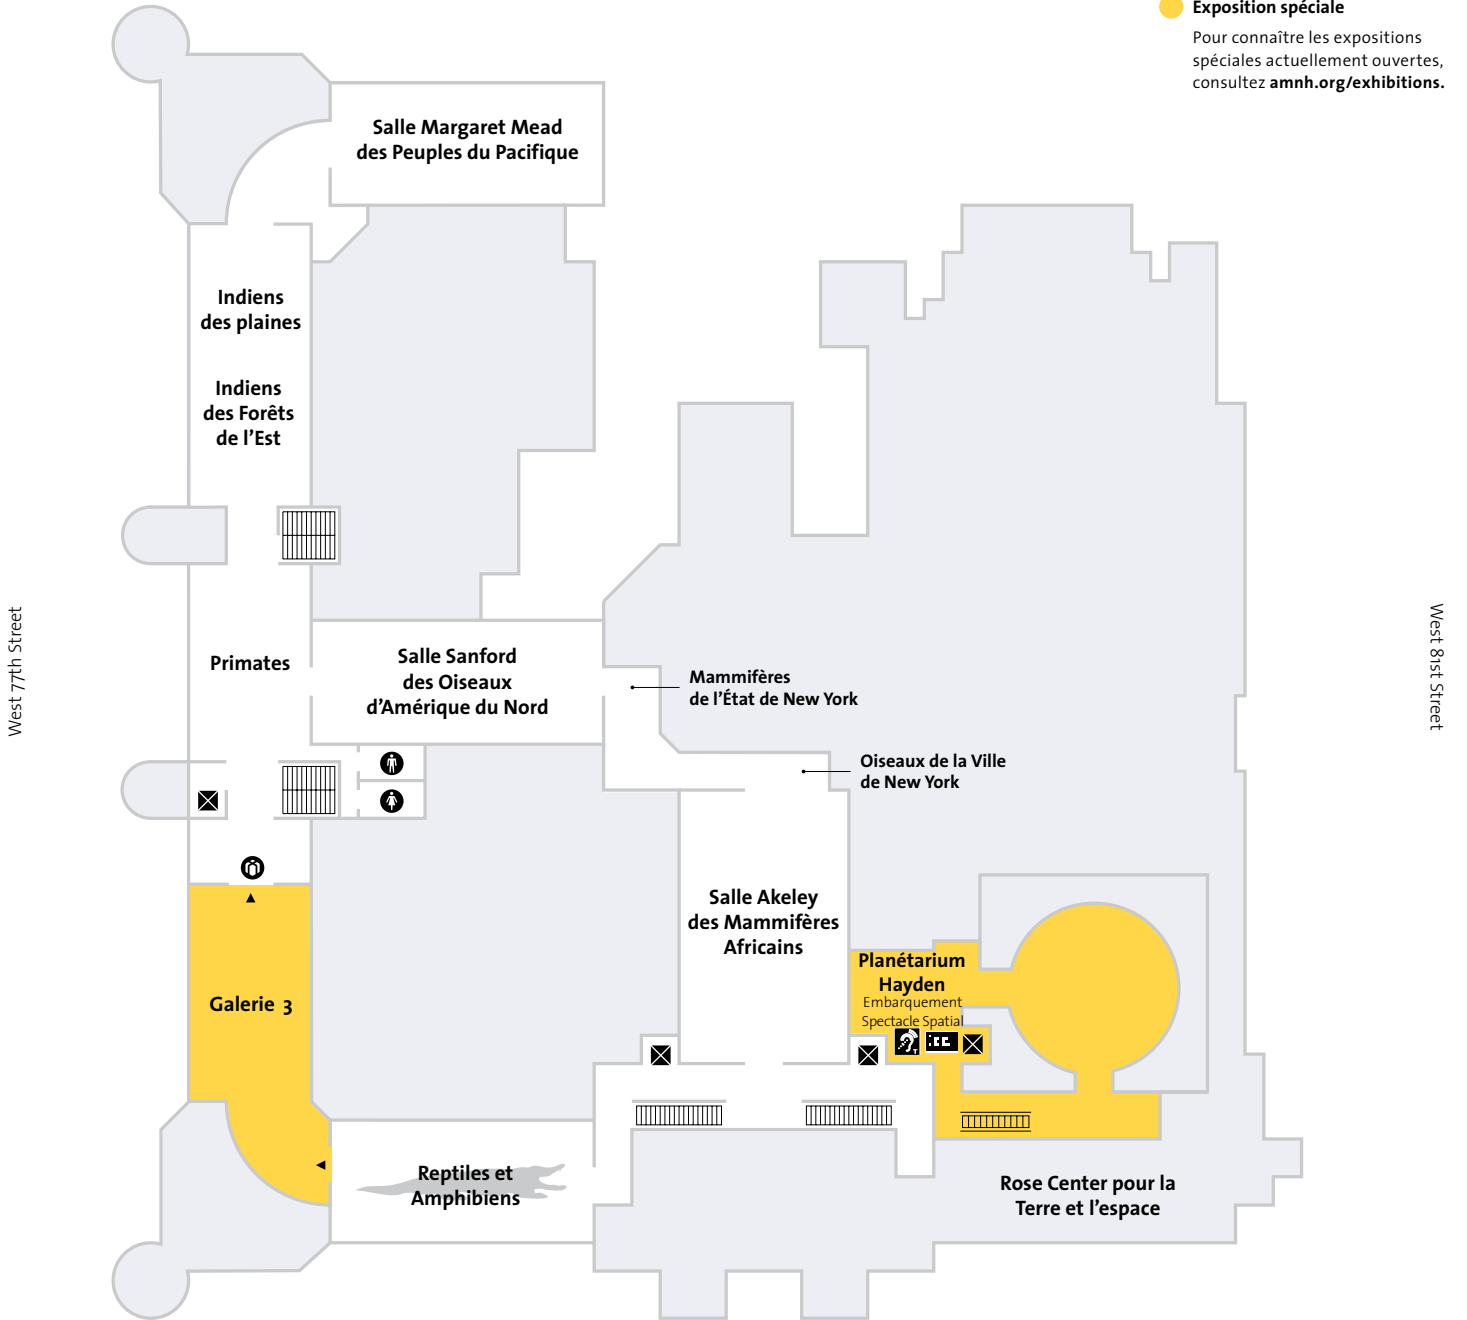 Exposition spéciale
Pour connaître les expositions
spéciales actuellement ouvertes,
consultez amnh.org/exhibitions.
Salle Margaret Mead
des Peuples du Pacifique
Indiens
des plaines
Indiens
des Forêts
de l'Est
West 77th Street
West 81st Street
Primates
Salle Sanford
des Oiseaux
d'Amérique du Nord
Mammifères
de l'État de New York
Oiseaux de la Ville
de New York
Salle Akeley
des Mammifères
Africains
Planétarium
Hayden
Embarquement
Spectacle Spatial
T
:CC
Galerie 3
Reptiles et
Amphibiens
Rose Center pour la
Terre et l'espace